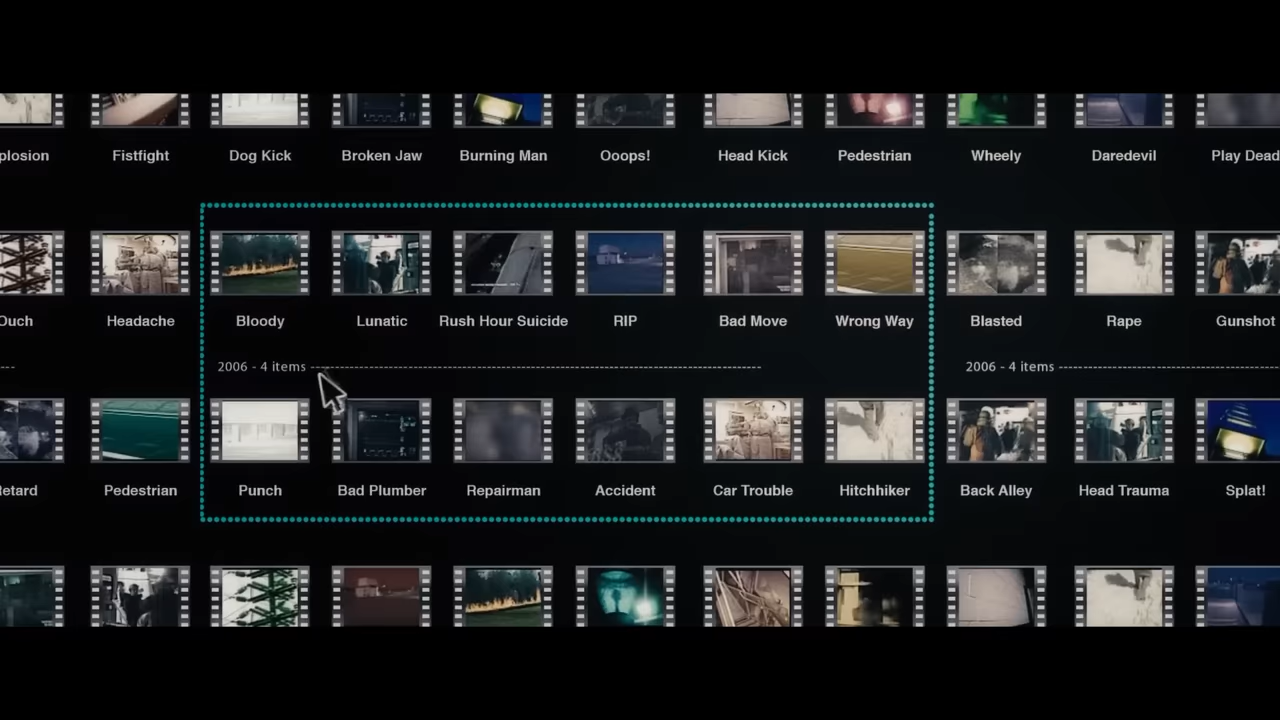 plosion Fistfight Dog Kick Broken Jaw Burning Man Ooops! Head Kick Pedestrian Wheely Daredevil Play Dead
Ouch Headache Bloody Lunatic Rush Hour Suicide RIP Bad Move Wrong Way Blasted Rape Gunshot
2006 - 4 items 2006 - 4 items
etard Pedestrian Punch Bad Plumber Repairman Accident Car Trouble Hitchhiker Back Alley Head Trauma Splat!